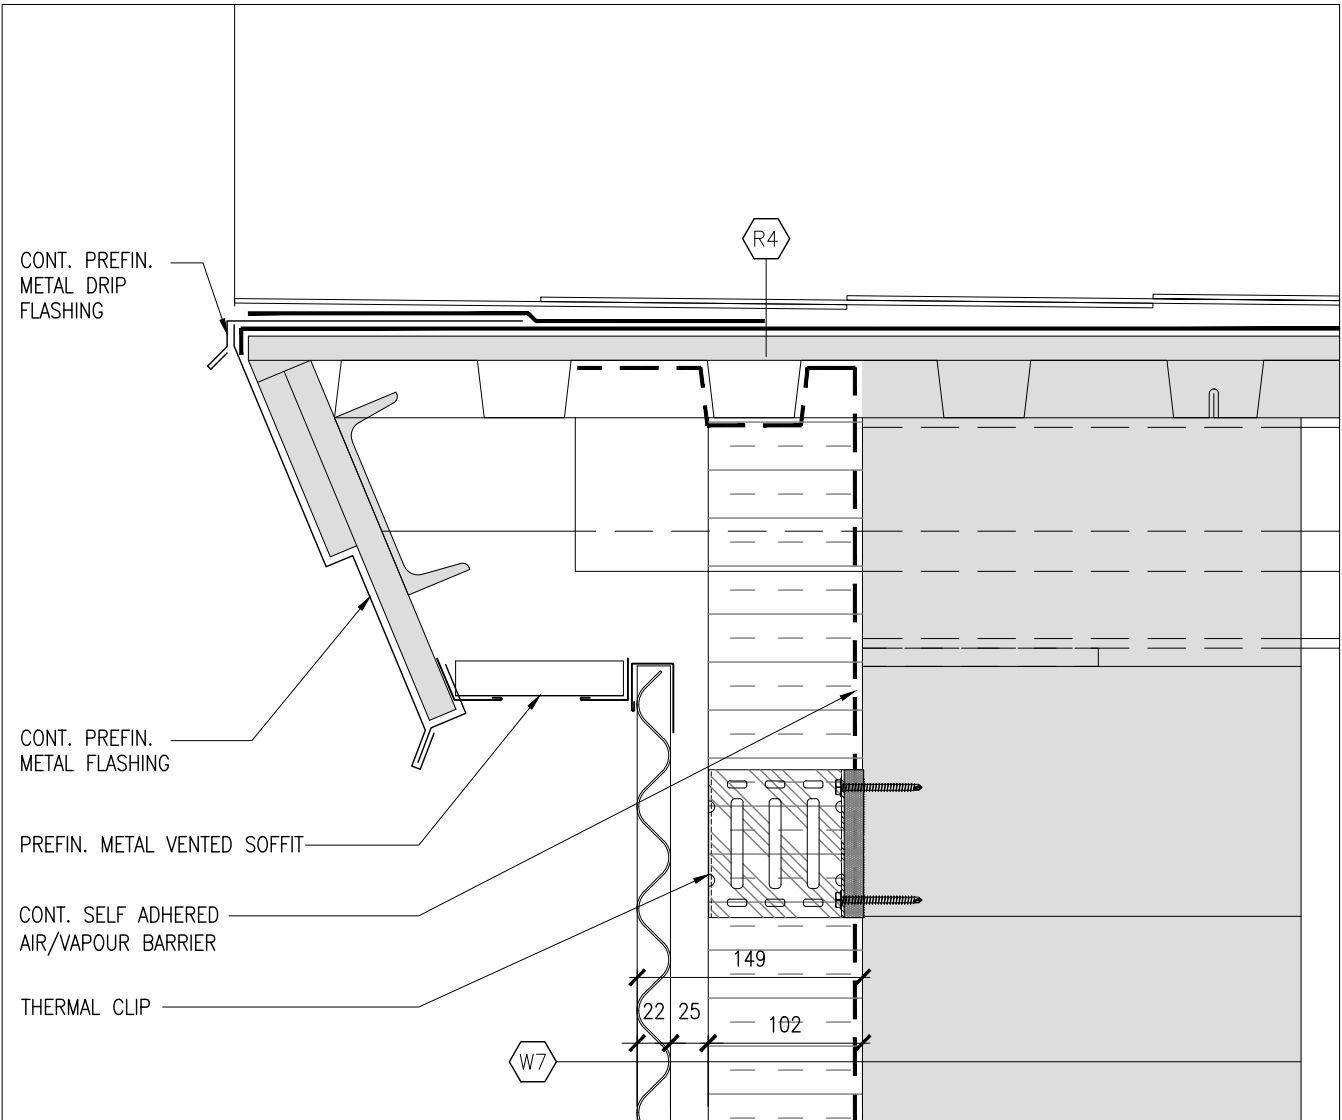 R4
CONT. PREFIN.
METAL DRIP
FLASHING
CONT. PREFIN.
METAL FLASHING
PREFIN. METAL VENTED SOFFIT
CONT. SELF ADHERED
AIR/VAPOUR BARRIER
THERMAL CLIP
149
22 25 102
W7